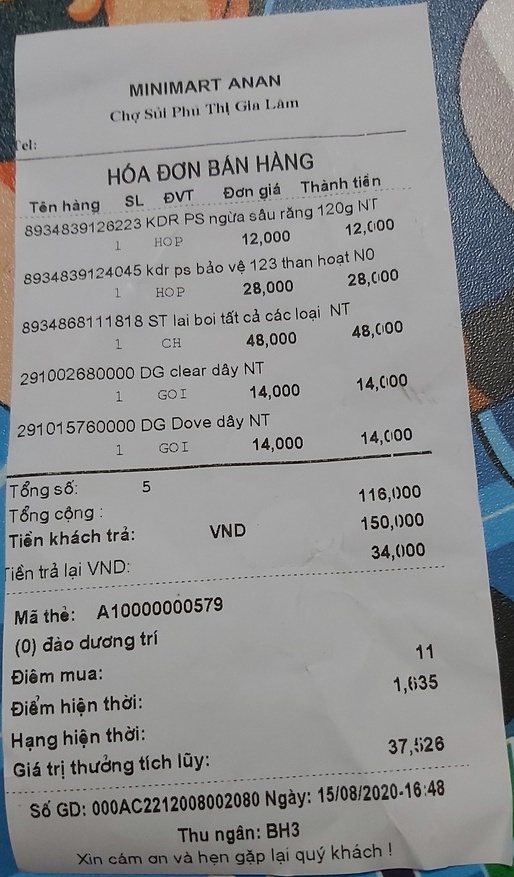 MINIMART ANAN
Chợ Sủi Phú Thị Gia Lâm
Tel:
HÓA ĐƠN BÁN HÀNG
Tên hàng SL ĐVT Đơn giá Thành tiền
8934839126223 KDR PS ngừa sâu răng 120g NT
1 HOP 12,000 12,000
8934839124045 kdr ps bảo vệ 123 than hoạt N0
1 HOP 28,000 28,000
8934868111818 ST lai boi tất cả các loại NT
1 CH 48,000 48,000
291002680000 DG clear dây NT
1 GOI 14,000 14,000
291015760000 DG Dove dây NT
1 GOI 14,000 14,000
Tổng số: 5
Tổng cộng : 116,000
Tiền khách trả: VND 150,000
Tiền trả lại VND: 34,000
Mã thẻ: A10000000579
(0) đào dương trí
Điểm mua: 11
Điểm hiện thời: 1,635
Hạng hiện thời:
Giá trị thưởng tích lũy: 37,526
Số GD: 000AC2212008002080 Ngày: 15/08/2020-16:48
Thu ngân: BH3
Xin cám ơn và hẹn gặp lại quý khách !